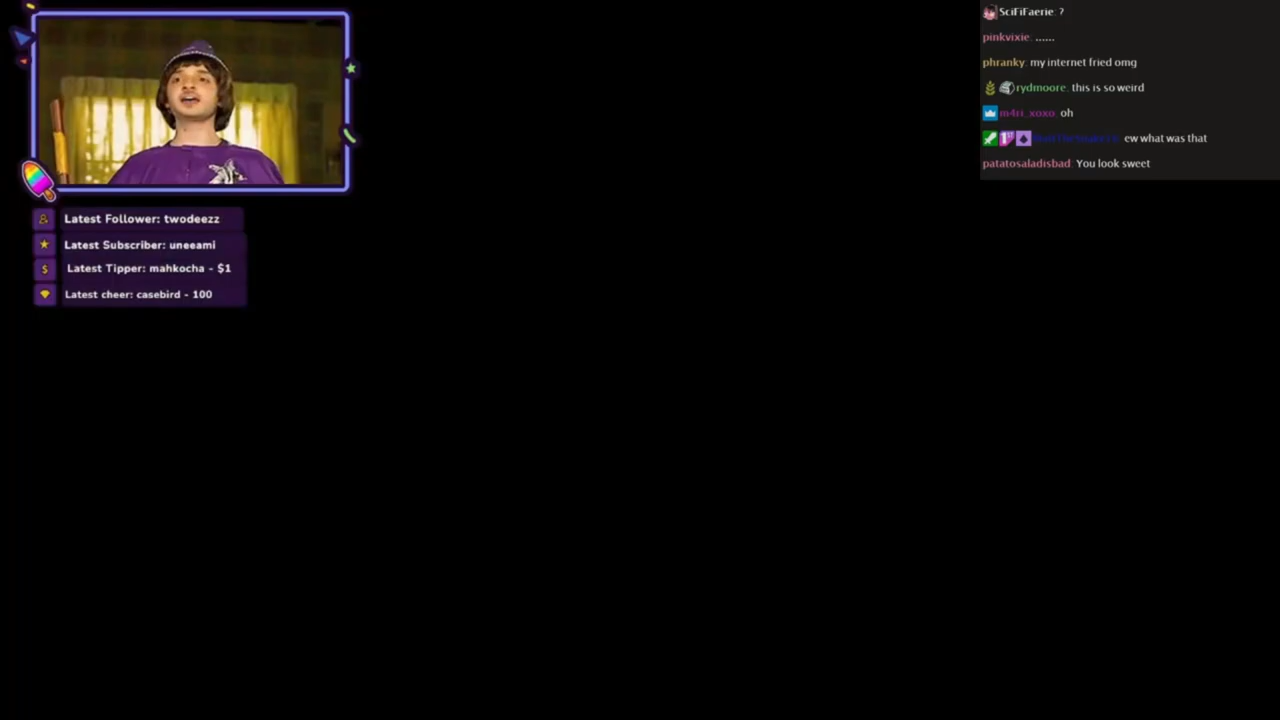 Latest Follower: twodeezz
Latest Subscriber: uneeami
Latest Tipper: mahkocha - $1
Latest cheer: casebird - 100
SciFiFaerie: ?
pinkvixie: ......
phranky: my internet fried omg
rydmoore: this is so weird
m4ri_xoxo: oh
ew what was that
patatosaladisbad: You look sweet